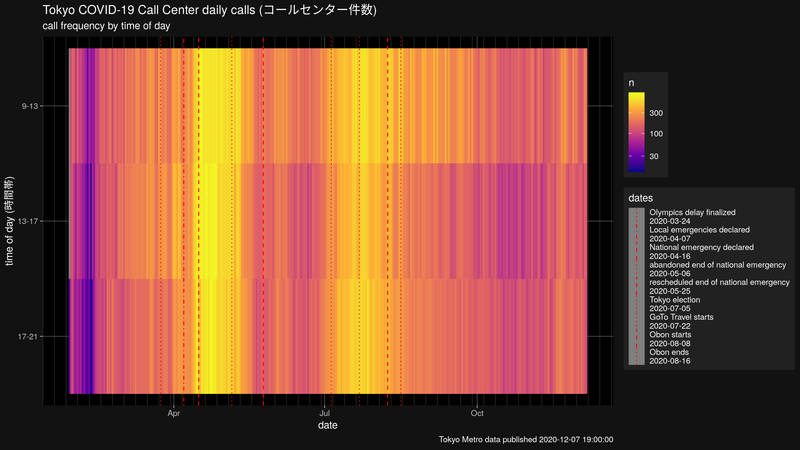 Tokyo COVID-19 Call Center daily calls (コールセンター件数)
call frequency by time of day
time of day (時間帯)
9-13
13-17
17-21
Apr
Jul
Oct
date
n
300
100
30
dates
Olympics delay finalized
2020-03-24
Local emergencies declared
2020-04-07
National emergency declared
2020-04-16
abandoned end of national emergency
2020-05-06
rescheduled end of national emergency
2020-05-25
Tokyo election
2020-07-05
GoTo Travel starts
2020-07-22
Obon starts
2020-08-08
Obon ends
2020-08-16
Tokyo Metro data published 2020-12-07 19:00:00